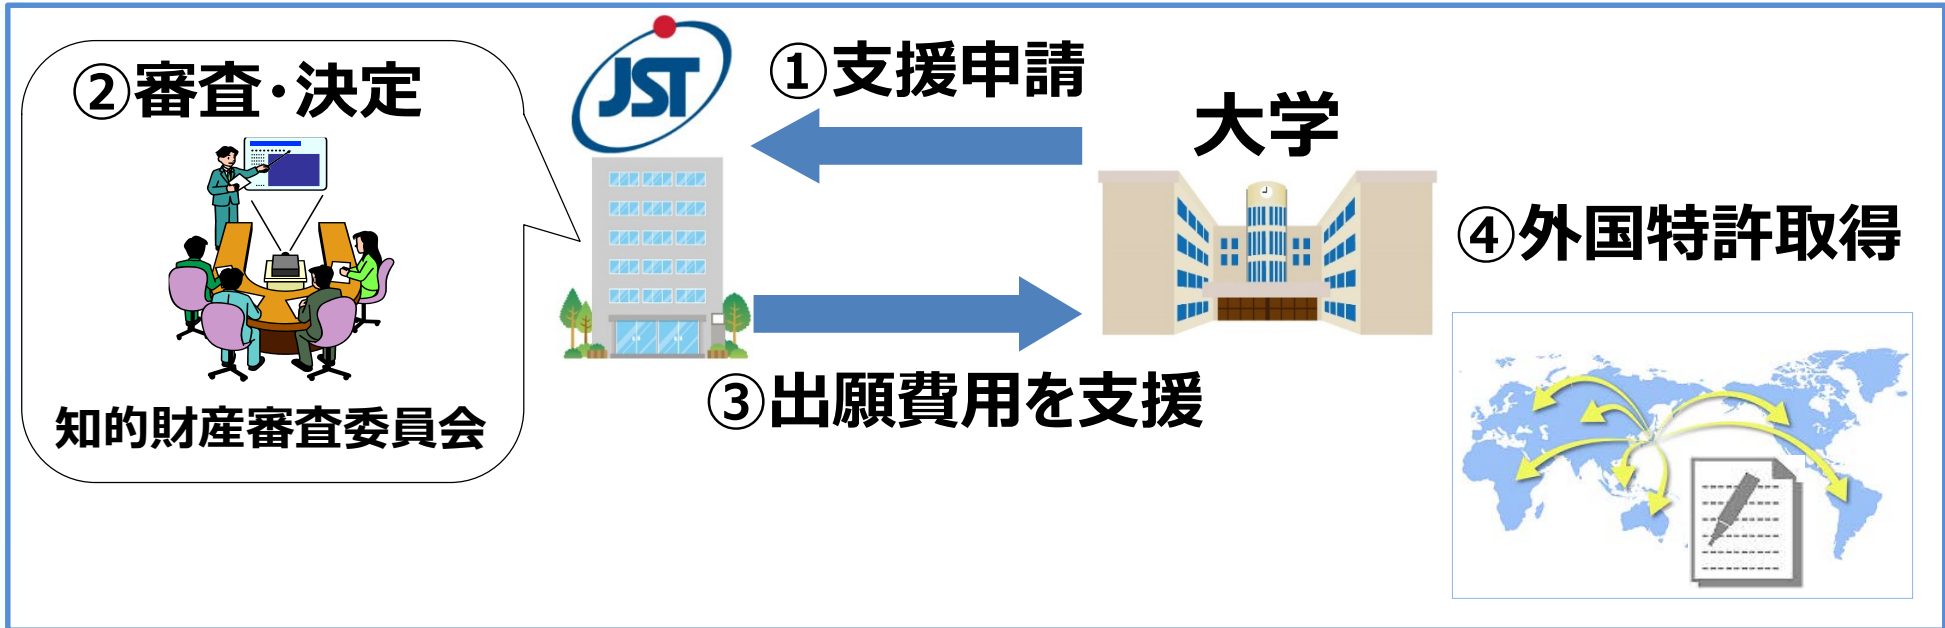 ②審査・決定
知的財産審査委員会
JST
①支援申請
大学
③出願費用を支援
④外国特許取得